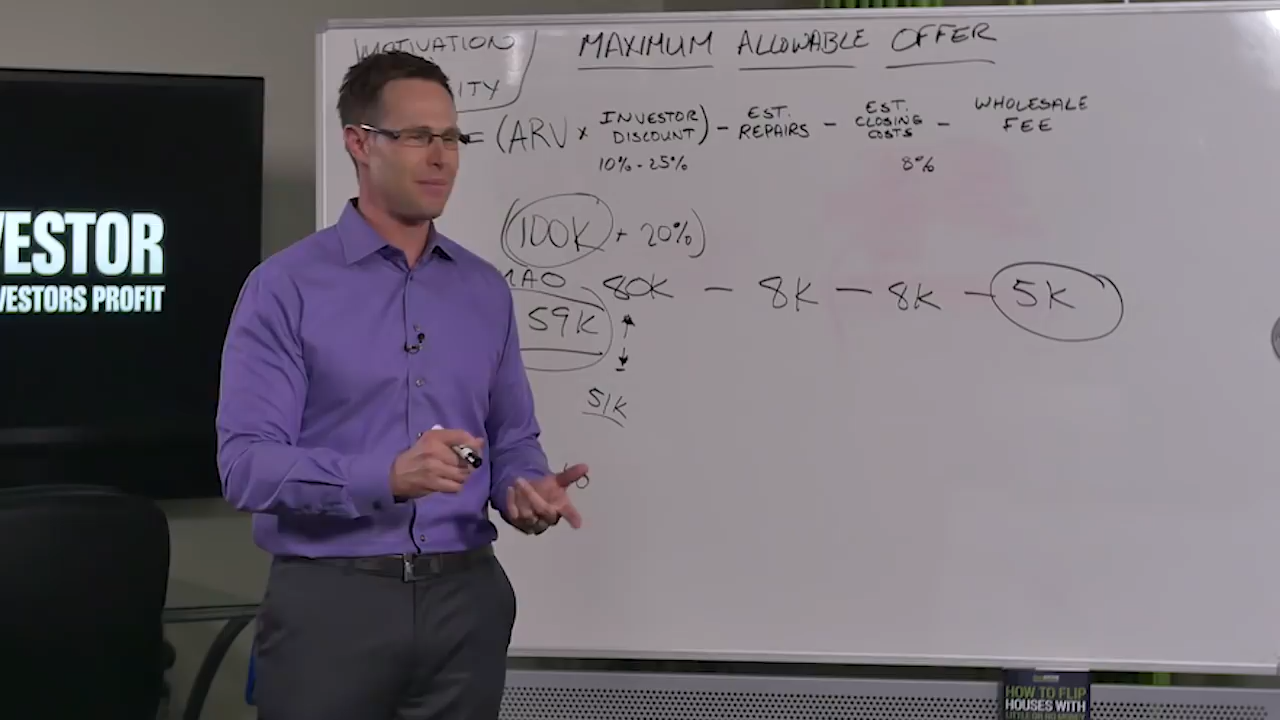 MOTIVATION
ITY
MAXIMUM ALLOWABLE OFFER
= (ARV x INVESTOR DISCOUNT) - EST. REPAIRS - EST. CLOSING COSTS - WHOLESALE FEE
10% - 25%
8%
(100K + 20%)
MAO
80K - 8K - 8K - 5K
59K
51K
VESTOR
VESTORS PROFIT
HOW TO FLIP
HOUSES WITH